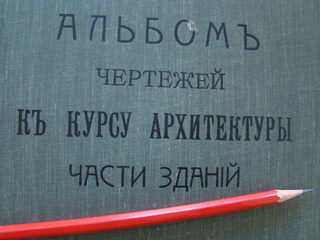 АЛЬБОМЪ
ЧЕРТЕЖЕЙ
КЪ КУРСУ АРХИТЕКТУРЫ
ЧАСТИ ЗДАНІЙ